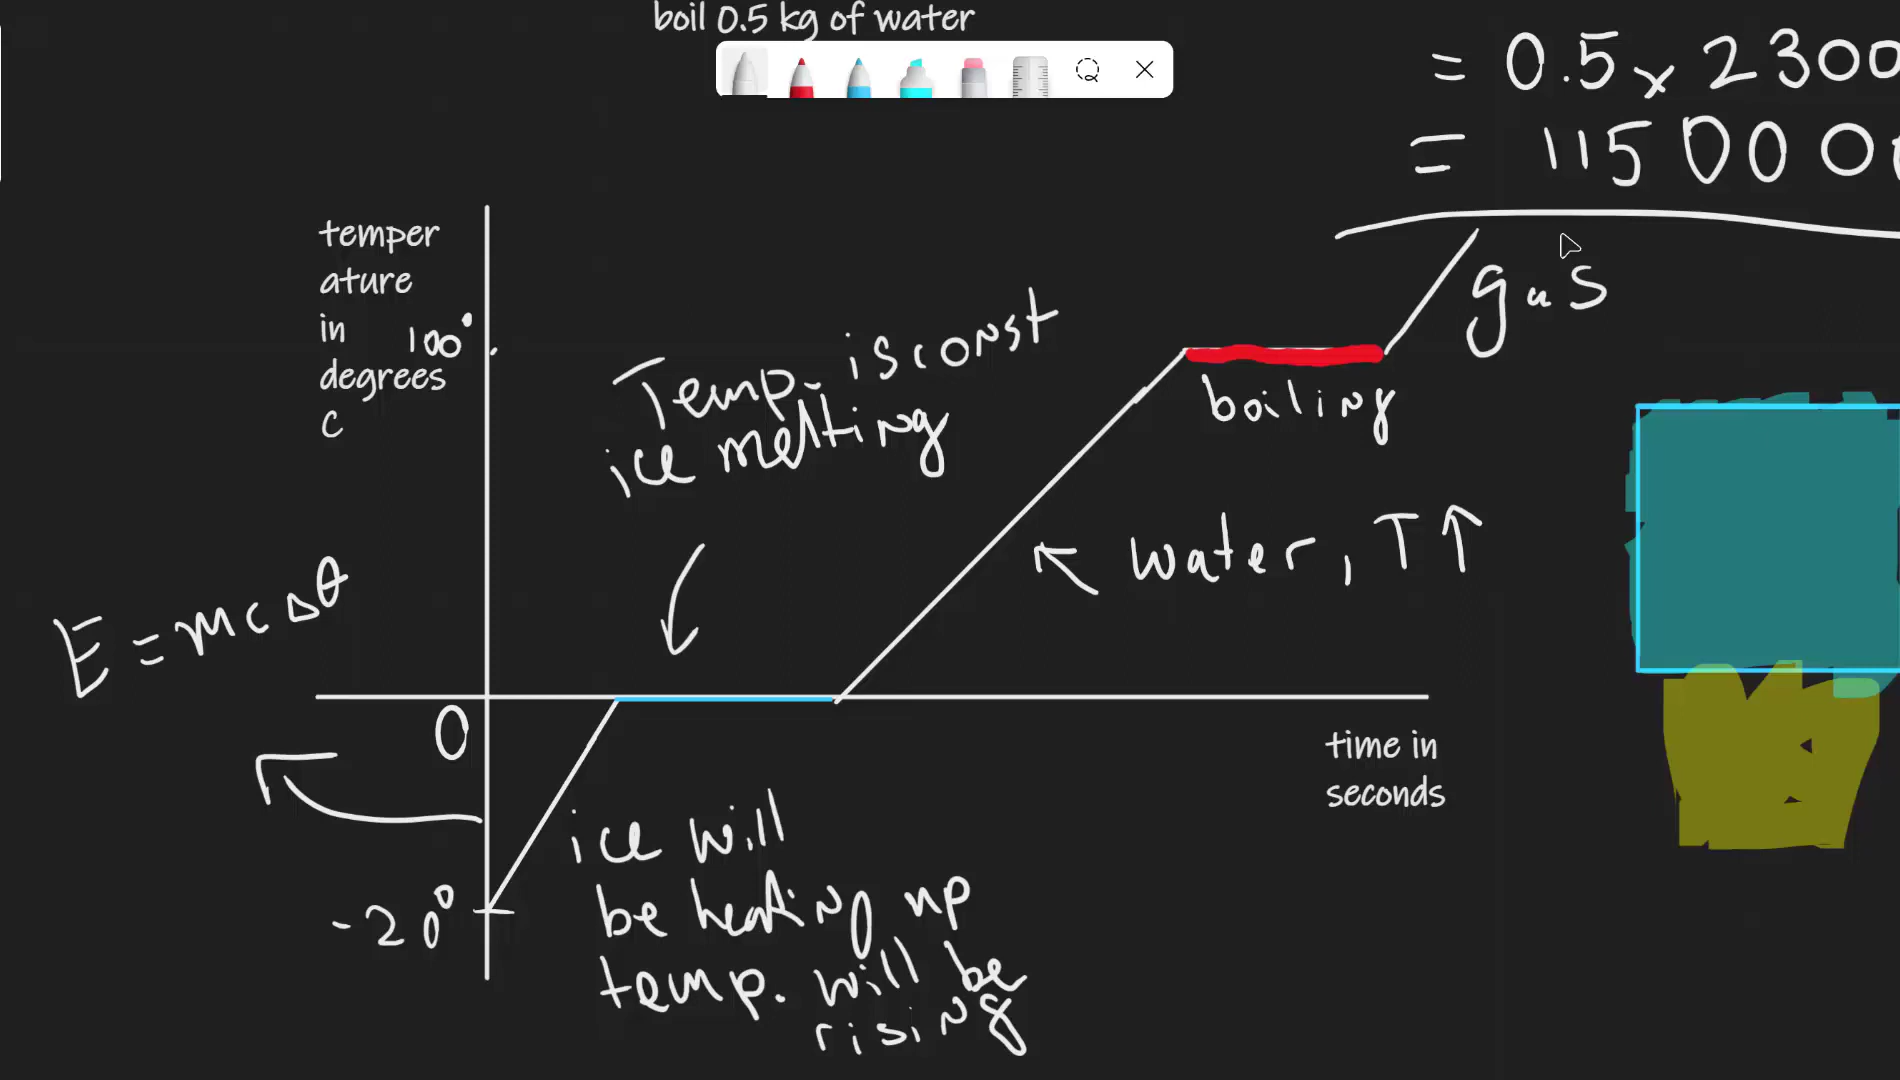 boil 0.5 kg of water
= 0.5 x 2300
= 1150000
temper
ature
in
degrees
C
100°
Temp. is const
ice melting
gas
boiling
water, T↑
E = mcΔθ
0
time in
seconds
-20°
ice will
be heating up
temp. will be
rising